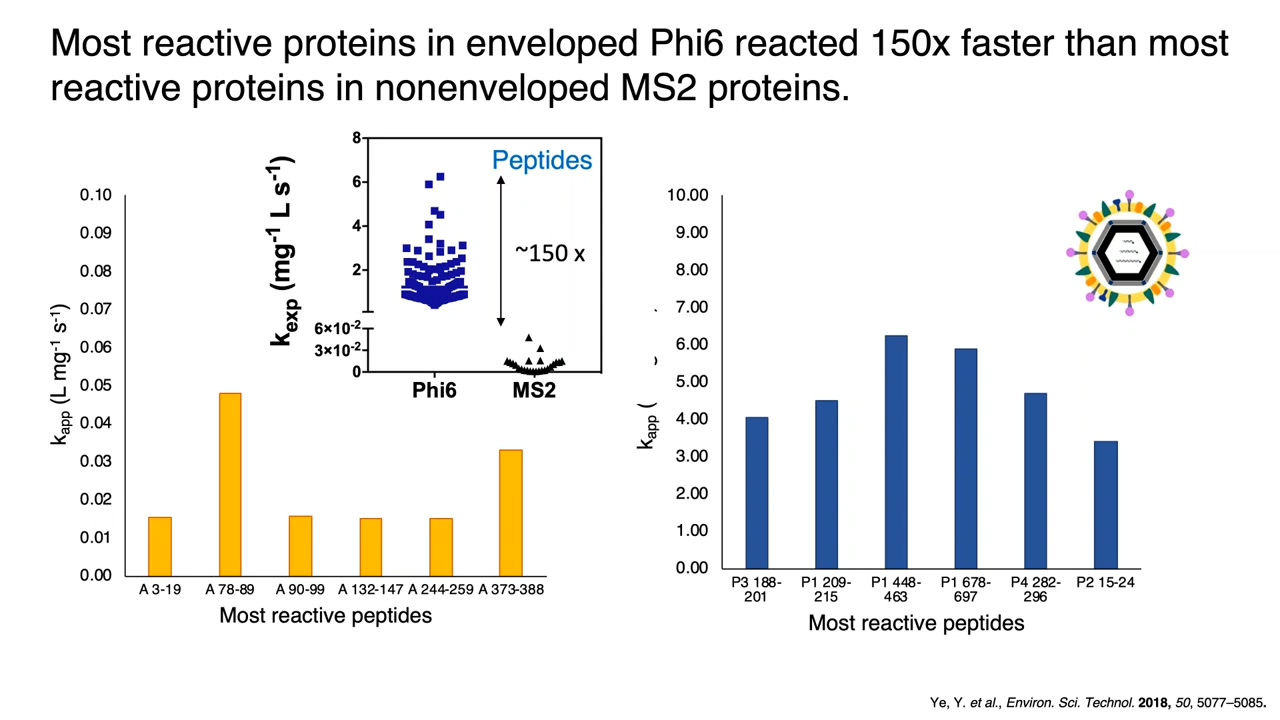 Most reactive proteins in enveloped Phi6 reacted 150x faster than most
reactive proteins in nonenveloped MS2 proteins.
k_exp (mg⁻¹ L s⁻¹)
8
6
4
2
6×10⁻²
3×10⁻²
0
Peptides
~150 x
Phi6 MS2
k_app (L mg⁻¹ s⁻¹)
0.10
0.09
0.08
0.07
0.06
0.05
0.04
0.03
0.02
0.01
0.00
A 3-19 A 78-89 A 90-99 A 132-147 A 244-259 A 373-388
Most reactive peptides
k_app (
10.00
9.00
8.00
7.00
6.00
5.00
4.00
3.00
2.00
1.00
0.00
P3 188- P1 209- P1 448- P1 678- P4 282- P2 15-24
201 215 463 697 296
Most reactive peptides
Ye, Y. et al., Environ. Sci. Technol. 2018, 50, 5077–5085.